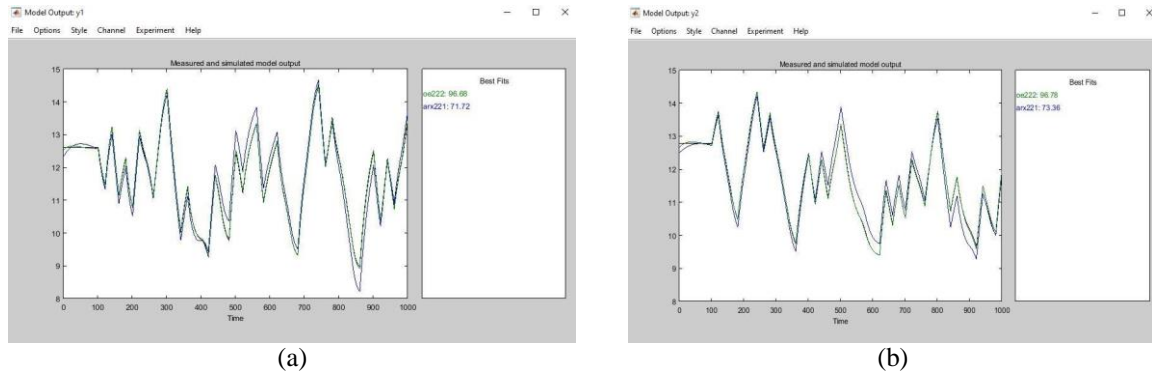 Model Output: y1
File Options Style Channel Experiment Help
Measured and simulated model output
15
14
13
12
11
10
9
8
0 100 200 300 400 500 600 700 800 900 1000
Time
Best Fits
oe222: 96.68
arx221: 71.72
(a)
Model Output: y2
File Options Style Channel Experiment Help
Measured and simulated model output
15
14
13
12
11
10
9
8
0 100 200 300 400 500 600 700 800 900 1000
Time
Best Fits
oe222: 96.78
arx221: 73.36
(b)